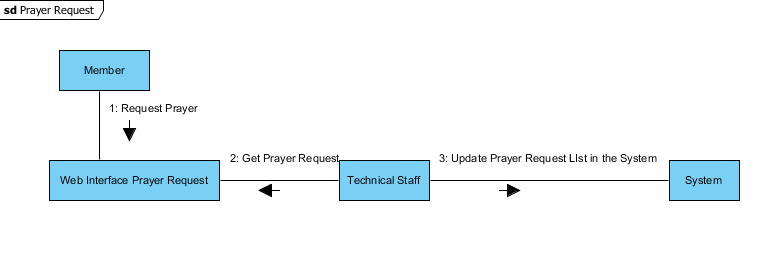 sd Prayer Request
Member
1: Request Prayer
2: Get Prayer Request
3: Update Prayer Request LIst in the System
Web Interface Prayer Request
Technical Staff
System